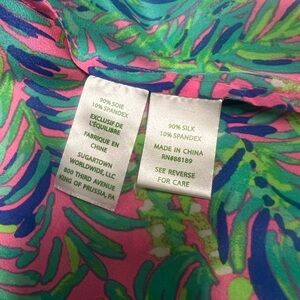 90% SOIE
10% SPANDEX
EXCLUSIF DE
L'ÉQUILIBRE
FABRIQUE EN
CHINE
SUGARTOWN
WORLDWIDE, LLC
800 THIRD AVENUE
KING OF PRUSSIA, PA
90% SILK
10% SPANDEX
MADE IN CHINA
RN#88189
SEE REVERSE
FOR CARE